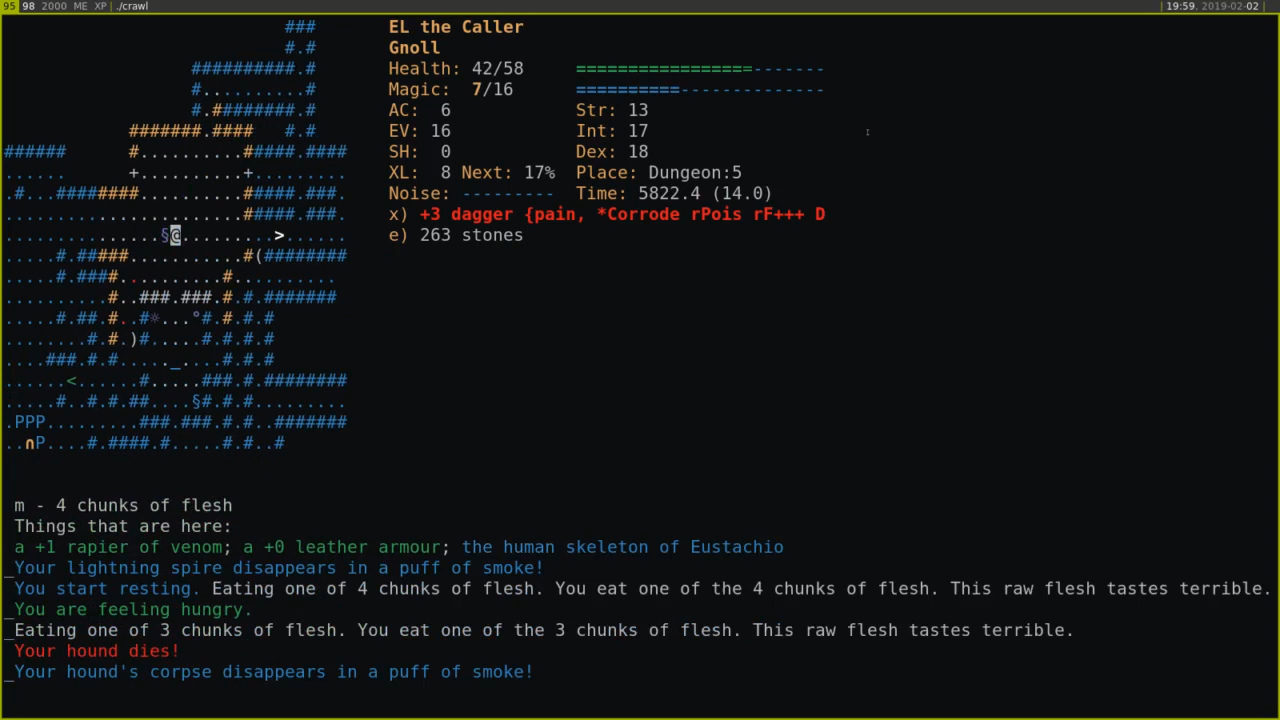 95 98 2000 ME XP ./crawl | 19:59, 2019-02-02 |
###
#.#
##########.#
#..........#
#.#.#######.#
#######.#### #.#
###### #..........#####.####
...... +..........+.........
.#...#######..........#####.###.
.......................#####.###.
...............§@.........>......
.....#.#####...........#(########
.....#.####..........#..........
..........#..###.###.#.#.#######
.....#.##.#..#☼...°#.#.#.#
........#.#.)#.....#.#.#.#
....###.#.#....._....#.#.#
......<......#.....###.#.########
.....#..#.#.##....§#.#.#.........
.PPP.........###.###.#.#..#######
..∩P....#.####.#.....#.#..#
EL the Caller
Gnoll
Health: 42/58 =================-------
Magic: 7/16 ==========--------------
AC: 6 Str: 13
EV: 16 Int: 17
SH: 0 Dex: 18
XL: 8 Next: 17% Place: Dungeon:5
Noise: --------- Time: 5822.4 (14.0)
x) +3 dagger {pain, *Corrode rPois rF+++ D
e) 263 stones
m - 4 chunks of flesh
Things that are here:
a +1 rapier of venom; a +0 leather armour; the human skeleton of Eustachio
_Your lightning spire disappears in a puff of smoke!
You start resting. Eating one of 4 chunks of flesh. You eat one of the 4 chunks of flesh. This raw flesh tastes terrible.
_You are feeling hungry.
_Eating one of 3 chunks of flesh. You eat one of the 3 chunks of flesh. This raw flesh tastes terrible.
Your hound dies!
_Your hound's corpse disappears in a puff of smoke!